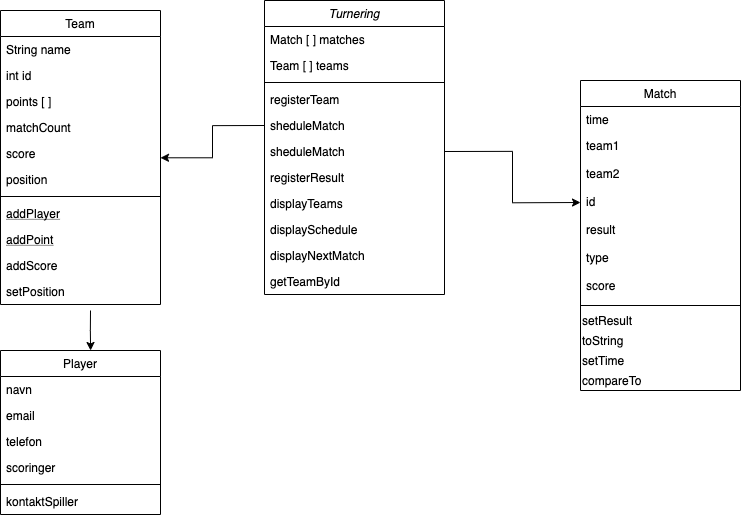 Team
String name
int id
points [ ]
matchCount
score
position
addPlayer
addPoint
addScore
setPosition
Player
navn
email
telefon
scoringer
kontaktSpiller
Turnering
Match [ ] matches
Team [ ] teams
registerTeam
sheduleMatch
sheduleMatch
registerResult
displayTeams
displaySchedule
displayNextMatch
getTeamById
Match
time
team1
team2
id
result
type
score
setResult
toString
setTime
compareTo